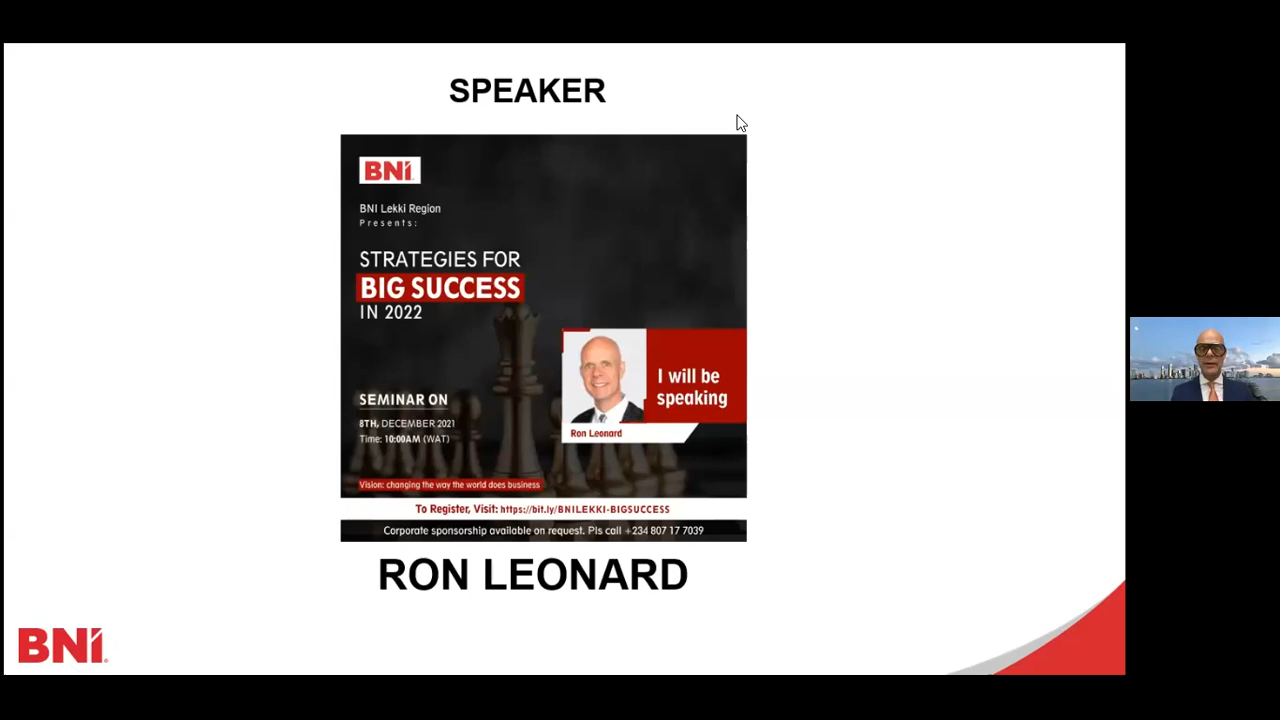 SPEAKER
BNI
BNI Lekki Region
Presents:
STRATEGIES FOR
BIG SUCCESS
IN 2022
I will be
speaking
Ron Leonard
SEMINAR ON
8TH, DECEMBER 2021
Time: 10:00AM (WAT)
Vision: changing the way the world does business
To Register, Visit: https://bit.ly/BNILEKKI-BIGSUCCESS
Corporate sponsorship available on request. Pls call +234 807 17 7039
RON LEONARD
BNI